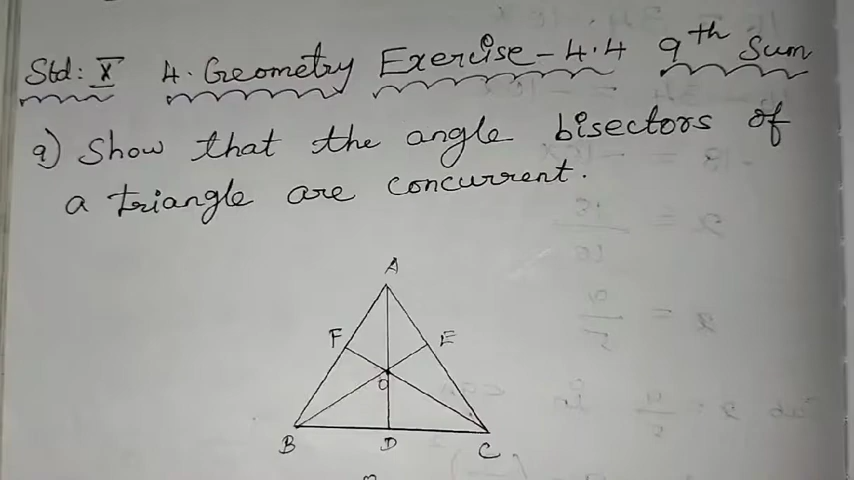 Std: X 4. Geometry Exercise - 4.4 9th Sum
9) Show that the angle bisectors of
a triangle are concurrent.
A
F E
O
B D C